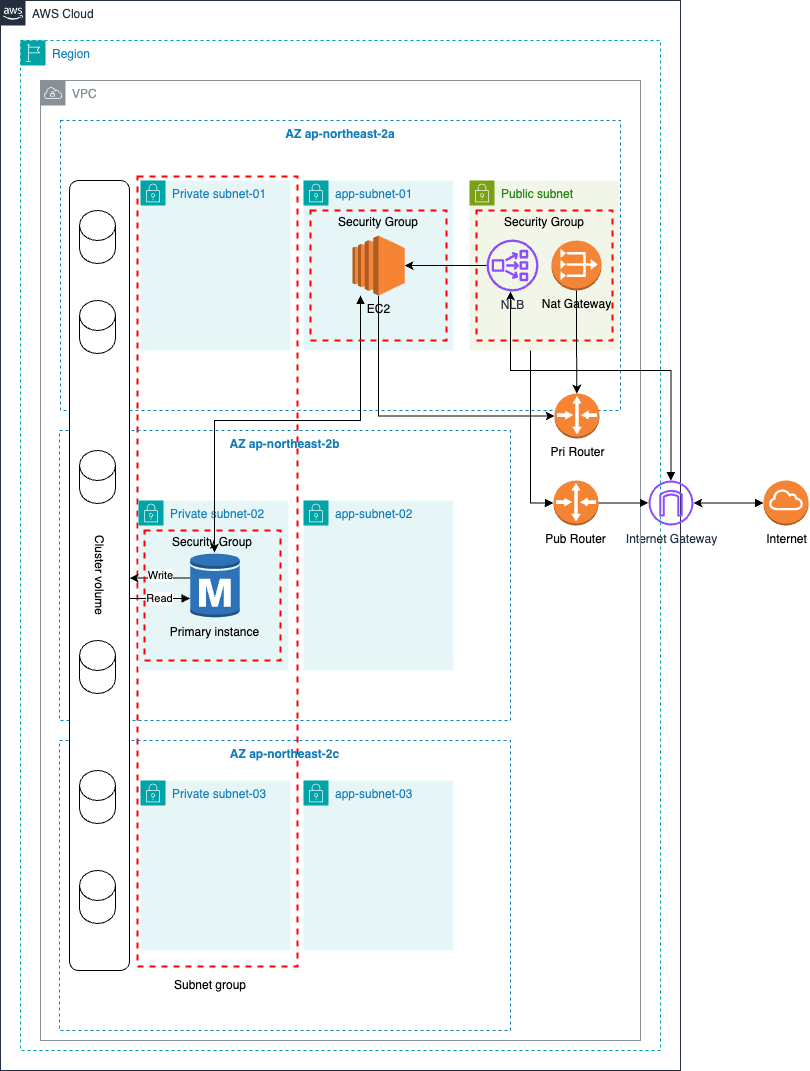 aws
AWS Cloud
Region
VPC
AZ ap-northeast-2a
Private subnet-01
app-subnet-01
Public subnet
Security Group
Security Group
EC2
NLB
Nat Gateway
Pri Router
AZ ap-northeast-2b
Private subnet-02
app-subnet-02
Security Group
Cluster volume
Write
Read
M
Primary instance
Pub Router
Internet Gateway
Internet
AZ ap-northeast-2c
Private subnet-03
app-subnet-03
Subnet group